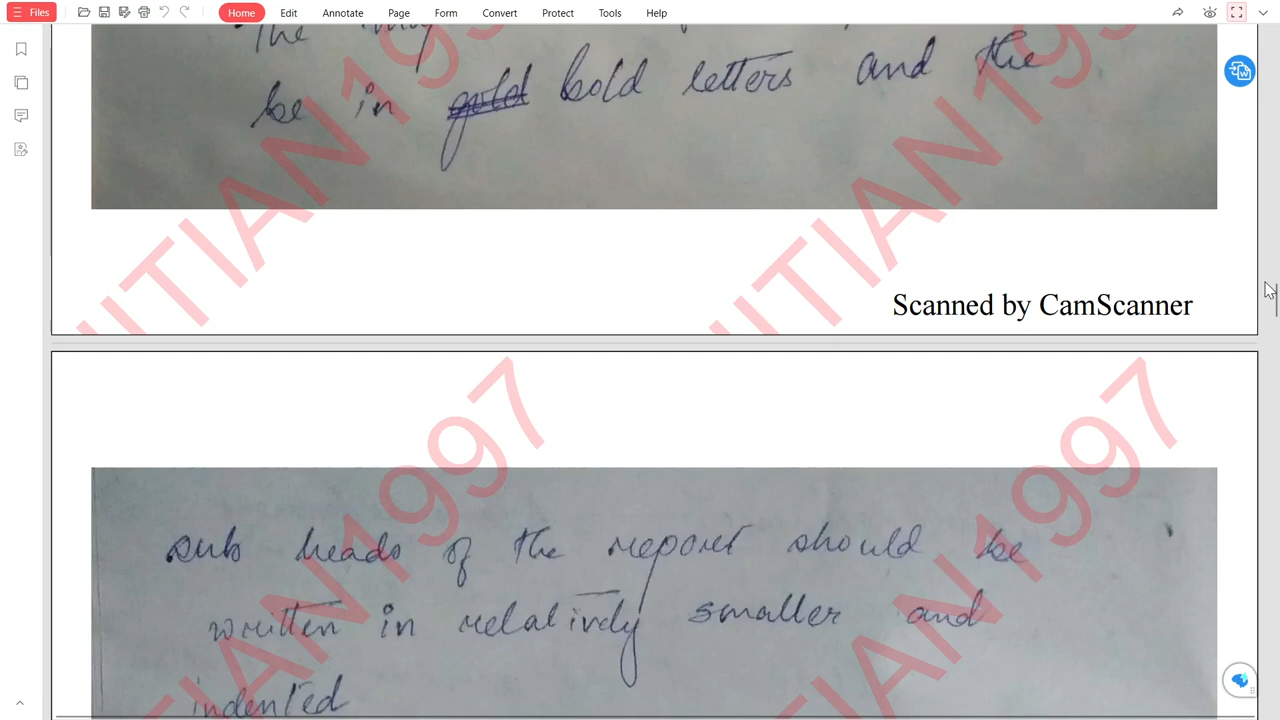 Files
Home Edit Annotate Page Form Convert Protect Tools Help
The
be in bold letters and the
Scanned by CamScanner
sub heads of the report should be
written in relatively smaller and
indented